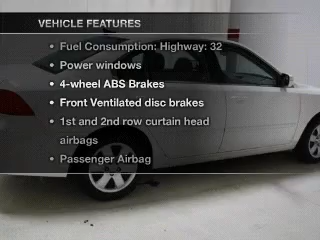 VEHICLE FEATURES
• Fuel Consumption: Highway: 32
• Power windows
• 4-wheel ABS Brakes
• Front Ventilated disc brakes
• 1st and 2nd row curtain head
airbags
• Passenger Airbag